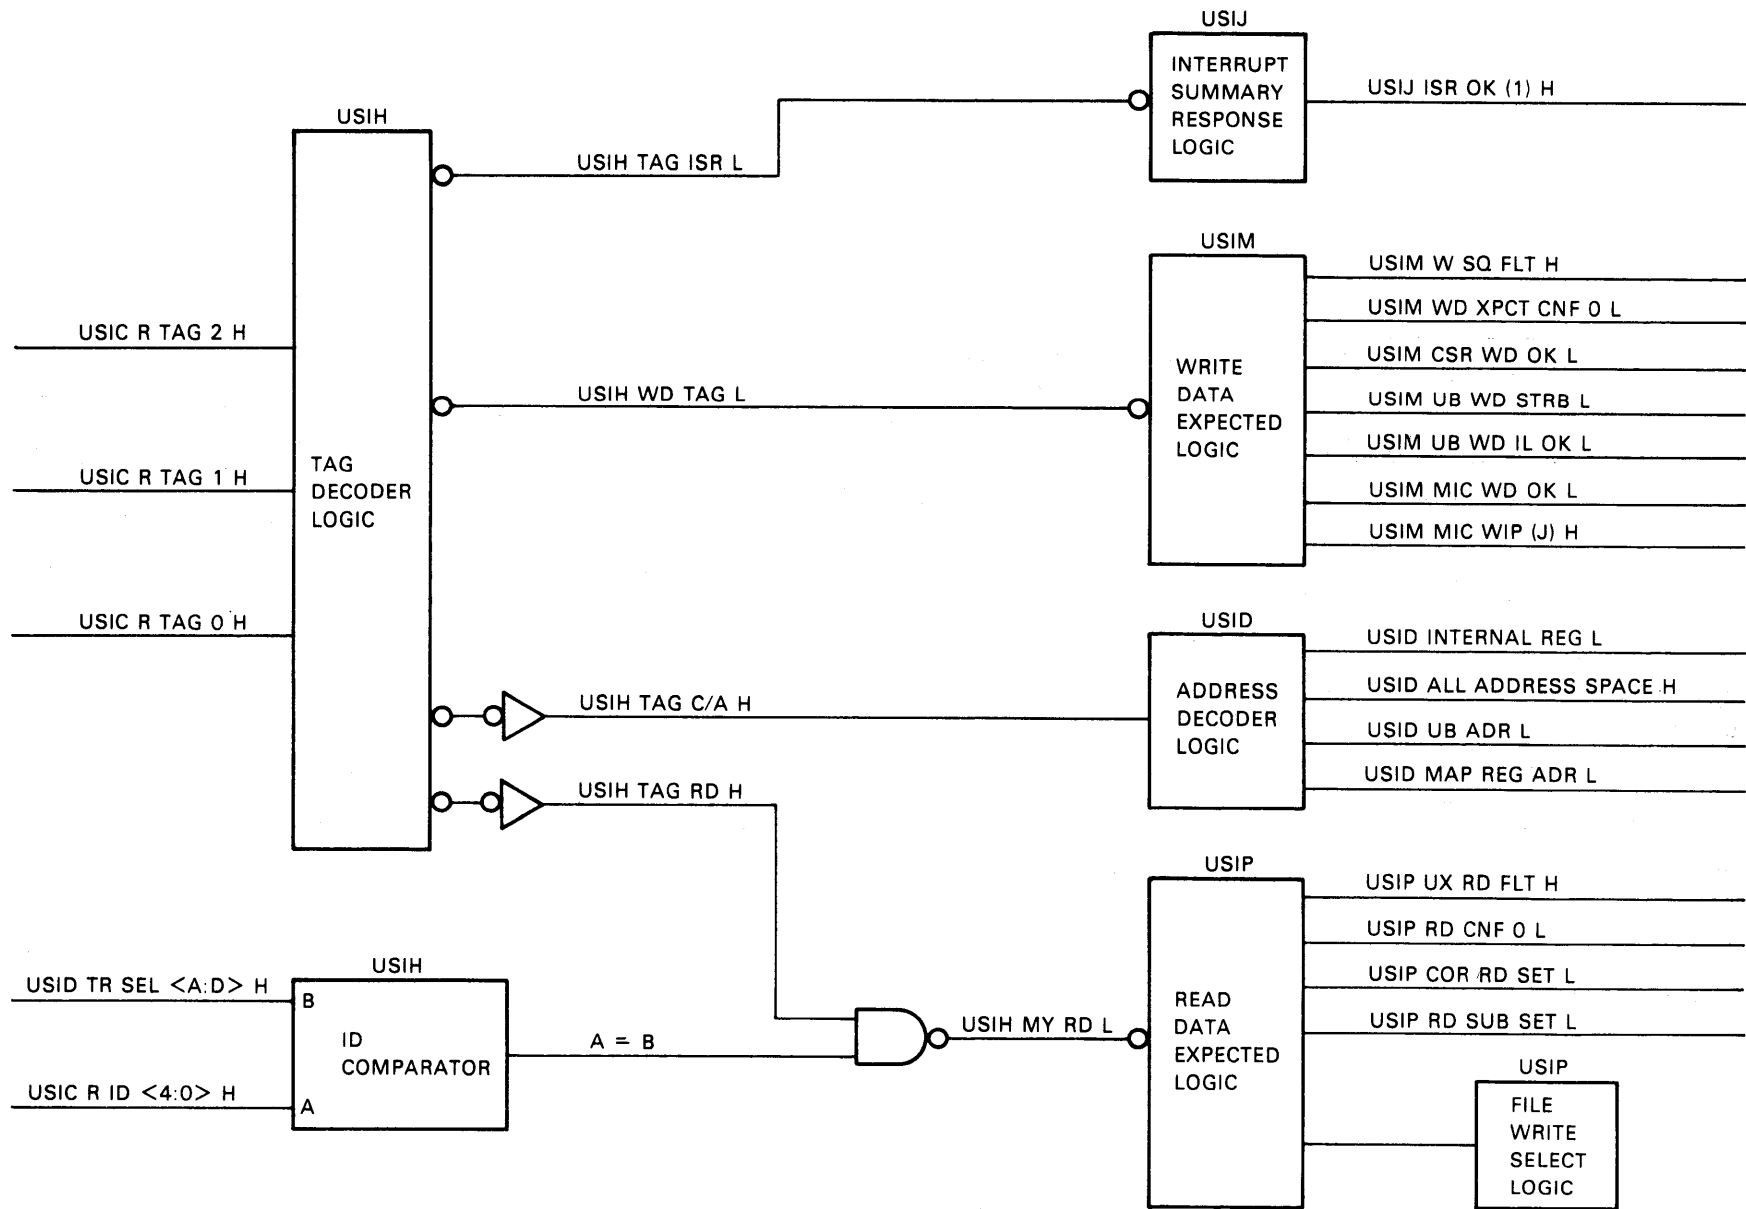 USIJ
INTERRUPT
SUMMARY
RESPONSE
LOGIC
USIJ ISR OK (1) H
USIH
USIH TAG ISR L
USIM
USIM W SQ FLT H
USIM WD XPCT CNF 0 L
USIM CSR WD OK L
USIM UB WD STRB L
USIM UB WD IL OK L
USIM MIC WD OK L
USIM MIC WIP (J) H
WRITE
DATA
EXPECTED
LOGIC
USIC R TAG 2 H
USIH WD TAG L
TAG
DECODER
LOGIC
USIC R TAG 1 H
USIC R TAG 0 H
USID
USID INTERNAL REG L
USID ALL ADDRESS SPACE H
USID UB ADR L
USID MAP REG ADR L
ADDRESS
DECODER
LOGIC
USIH TAG C/A H
USIH TAG RD H
USIP
USIP UX RD FLT H
USIP RD CNF 0 L
USIP COR RD SET L
USIP RD SUB SET L
READ
DATA
EXPECTED
LOGIC
USIH
USID TR SEL <A:D> H
B
ID
COMPARATOR
A = B
USIH MY RD L
USIC R ID <4:0> H
A
USIP
FILE
WRITE
SELECT
LOGIC